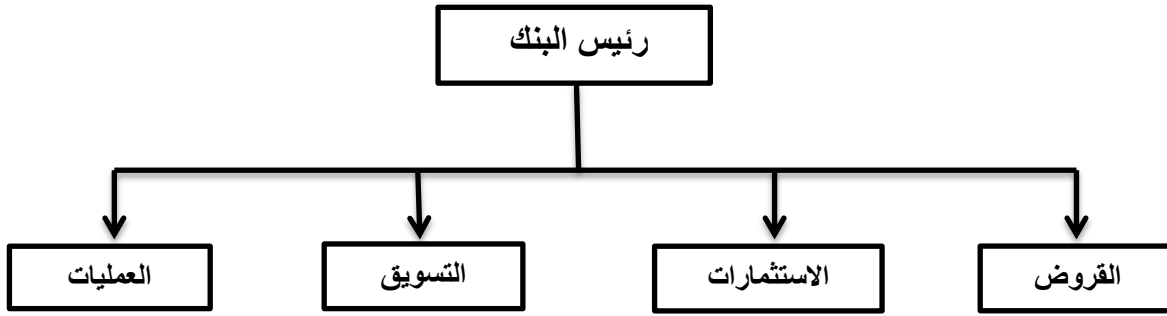 رئيس البنك
القروض
الاستثمارات
التسويق
العمليات